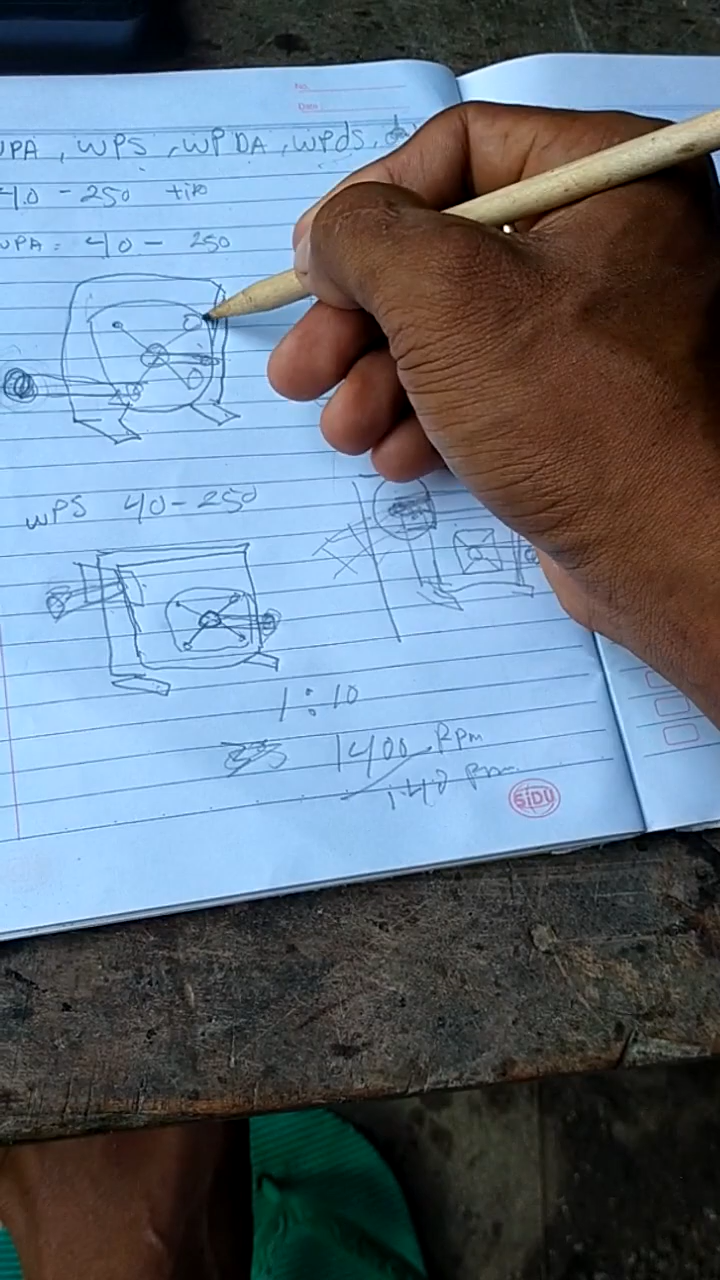 No.
Date
UPA, WPS, WPDA, WPdS,
40 - 250
WPA = 40 - 250
WPS 40-250
1:10
1400 Rpm
140 Rpm
SiDU